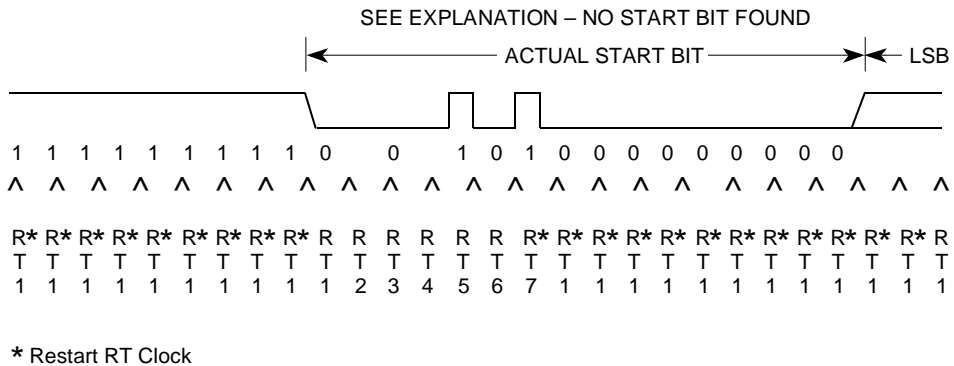 SEE EXPLANATION – NO START BIT FOUND
ACTUAL START BIT
LSB
1 1 1 1 1 1 1 1 1 0 0 1 0 1 0 0 0 0 0 0 0 0 0
^ ^ ^ ^ ^ ^ ^ ^ ^ ^ ^ ^ ^ ^ ^ ^ ^ ^ ^ ^ ^ ^ ^
R* R* R* R* R* R* R* R* R* R R R R R R R* R* R* R* R* R* R* R* R* R* R* R* R
T T T T T T T T T T T T T T T T T T T T T T T T T T T T
1 1 1 1 1 1 1 1 1 1 2 3 4 5 6 7 1 1 1 1 1 1 1 1 1 1 1 1
* Restart RT Clock